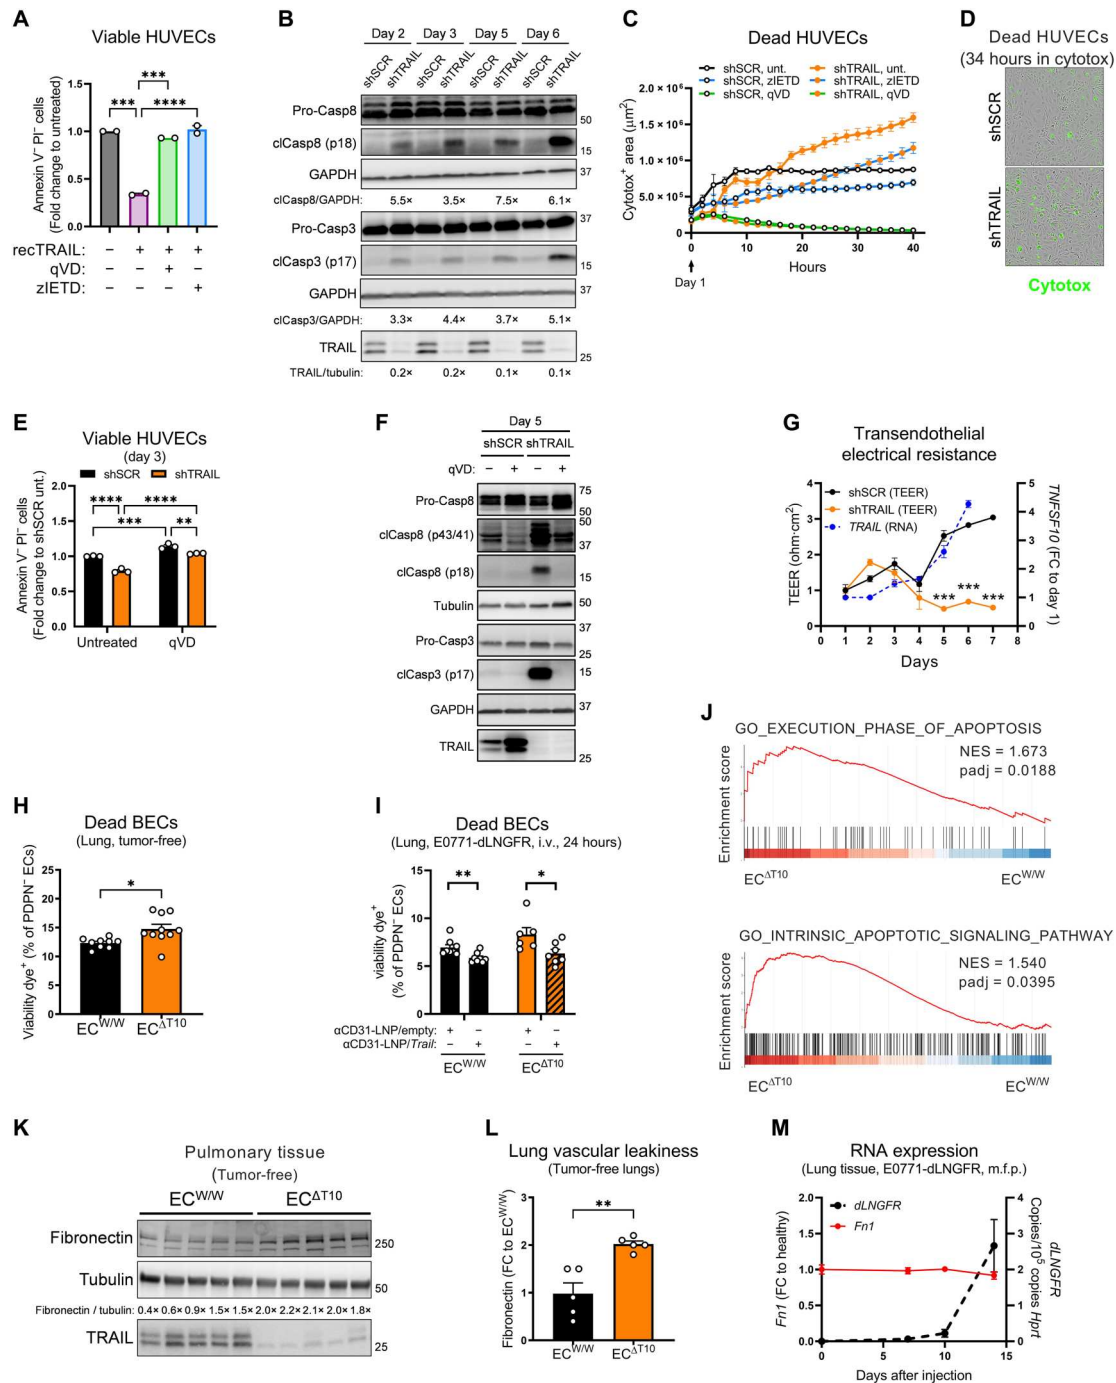 A
Viable HUVECs
Annexin V⁻ PI⁻ cells
(Fold change to untreated)
1.5
1.0
0.5
0.0
***
*** ****
recTRAIL: – + + +
qVD: – – + –
zIETD: – – – +
B
Day 2 Day 3 Day 5 Day 6
shSCR shTRAIL shSCR shTRAIL shSCR shTRAIL shSCR shTRAIL
Pro-Casp8 50
clCasp8 (p18) 15
GAPDH 37
clCasp8/GAPDH: 5.5× 3.5× 7.5× 6.1×
Pro-Casp3 37
clCasp3 (p17) 15
GAPDH 37
clCasp3/GAPDH: 3.3× 4.4× 3.7× 5.1×
TRAIL 25
TRAIL/tubulin: 0.2× 0.2× 0.1× 0.1×
C
Dead HUVECs
shSCR, unt. shTRAIL, unt.
shSCR, zIETD shTRAIL, zIETD
shSCR, qVD shTRAIL, qVD
Cytotox⁺ area (μm²)
2.0 × 10⁶
1.5 × 10⁶
1.0 × 10⁶
5.0 × 10⁵
0
0 10 20 30 40
Hours
Day 1
D
Dead HUVECs
(34 hours in cytotox)
shSCR
shTRAIL
Cytotox
E
Viable HUVECs
(day 3)
shSCR shTRAIL
Annexin V⁻ PI⁻ cells
(Fold change to shSCR unt.)
2.0
1.5
1.0
0.5
0.0
**** ****
*** **
Untreated qVD
F
Day 5
shSCR shTRAIL
qVD: – + – +
Pro-Casp8 75
50
clCasp8 (p43/41) 50
37
clCasp8 (p18) 15
Tubulin 50
Pro-Casp3 37
25
clCasp3 (p17) 15
GAPDH 37
TRAIL 25
G
Transendothelial
electrical resistance
shSCR (TEER)
shTRAIL (TEER)
TRAIL (RNA)
TEER (ohm·cm²)
4
3
2
1
0
TNFSF10 (FC to day 1)
5
4
3
2
1
0
*** *** ***
0 1 2 3 4 5 6 7 8
Days
H
Dead BECs
(Lung, tumor-free)
Viability dye⁺ (% of PDPN⁻ ECs)
25
20
15
10
5
0
*
ECᵂ/ᵂ EC^ΔT10
I
Dead BECs
(Lung, E0771-dLNGFR, i.v., 24 hours)
viability dye⁺
(% of PDPN⁻ ECs)
15
10
5
0
** *
αCD31-LNP/empty: + – + –
αCD31-LNP/Trail: – + – +
ECᵂ/ᵂ EC^ΔT10
J
GO_EXECUTION_PHASE_OF_APOPTOSIS
NES = 1.673
padj = 0.0188
Enrichment score
EC^ΔT10 ECᵂ/ᵂ
GO_INTRINSIC_APOPTOTIC_SIGNALING_PATHWAY
NES = 1.540
padj = 0.0395
Enrichment score
EC^ΔT10 ECᵂ/ᵂ
K
Pulmonary tissue
(Tumor-free)
ECᵂ/ᵂ EC^ΔT10
Fibronectin 250
Tubulin 50
Fibronectin / tubulin: 0.4× 0.6× 0.9× 1.5× 1.5× 2.0× 2.2× 2.1× 2.0× 1.8×
TRAIL 25
L
Lung vascular leakiness
(Tumor-free lungs)
Fibronectin (FC to ECᵂ/ᵂ)
3
2
1
0
**
ECᵂ/ᵂ EC^ΔT10
M
RNA expression
(Lung tissue, E0771-dLNGFR, m.f.p.)
dLNGFR
Fn1
Fn1 (FC to healthy)
2.0
1.5
1.0
0.5
0.0
dLNGFR
Copies/10⁵ copies Hprt
4
3
2
1
0
0 5 10 15
Days after injection